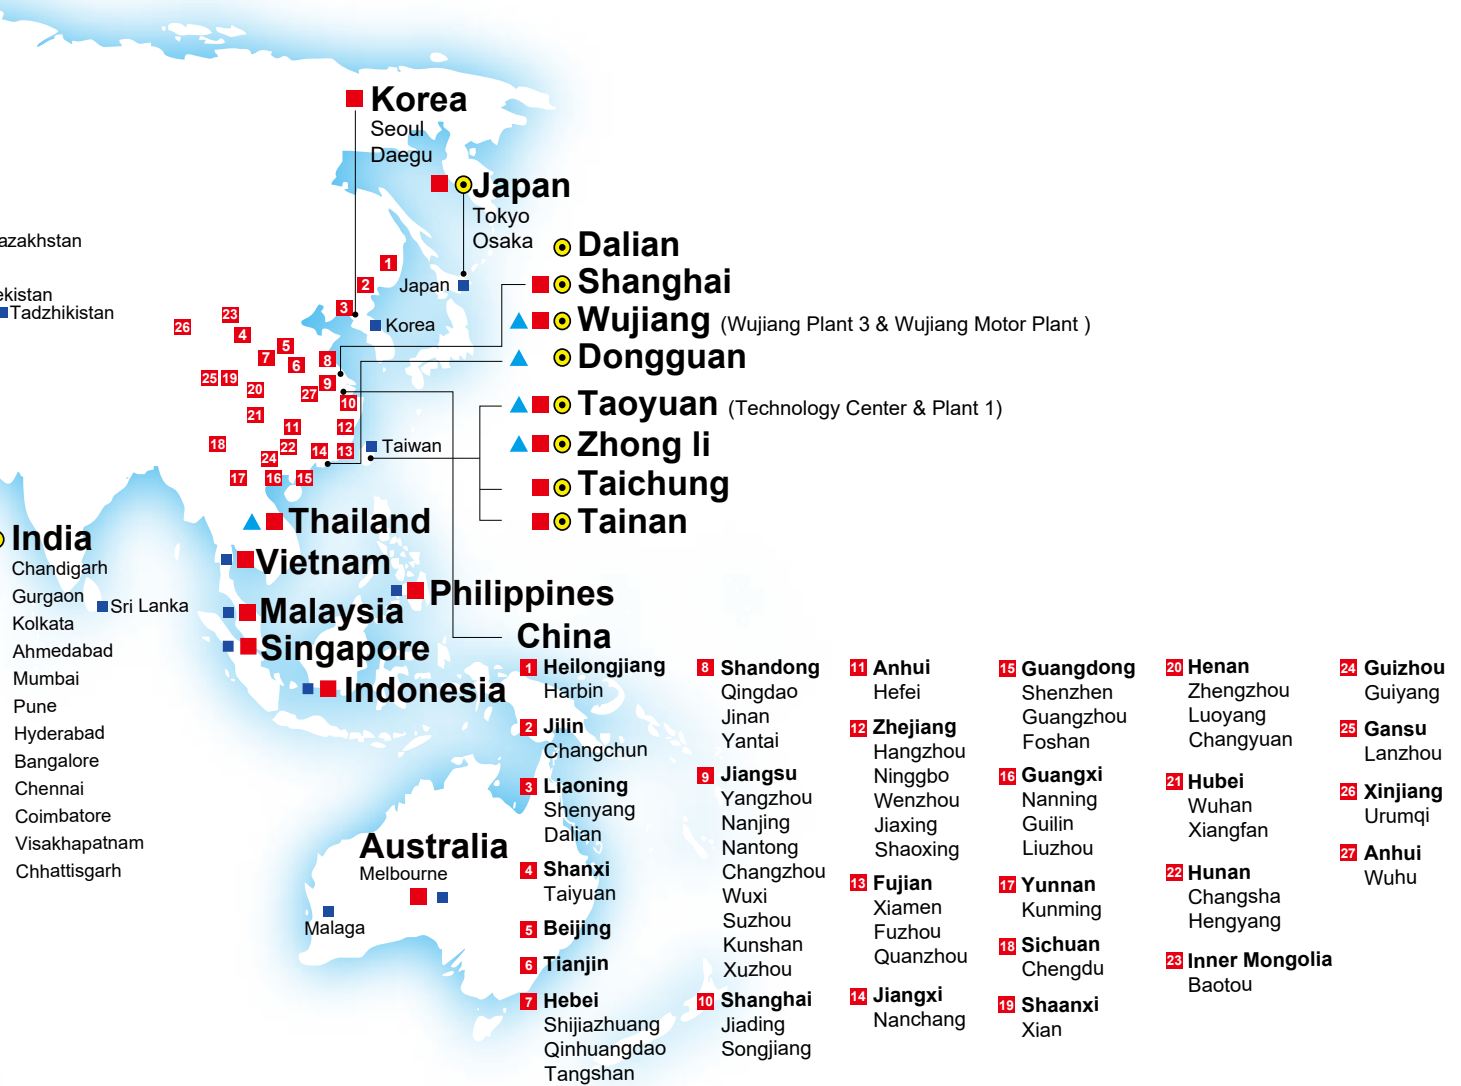 Korea
Seoul
Daegu
Japan
Tokyo
Osaka
azakhstan
ekistan
Tadzhikistan
Dalian
Shanghai
Wujiang (Wujiang Plant 3 & Wujiang Motor Plant )
Dongguan
Taoyuan (Technology Center & Plant 1)
Zhong li
Taichung
Tainan
1
2
Japan
3
Korea
23
26
4
5
7
6
8
25 19
9
20
27
10
21
11
12
18
22
14
13
Taiwan
24
17
16
15
Thailand
Vietnam
Philippines
Malaysia
Singapore
Indonesia
India
Chandigarh
Gurgaon
Kolkata
Ahmedabad
Mumbai
Pune
Hyderabad
Bangalore
Chennai
Coimbatore
Visakhapatnam
Chhattisgarh
Sri Lanka
Australia
Melbourne
Malaga
China
1 Heilongjiang
Harbin
2 Jilin
Changchun
3 Liaoning
Shenyang
Dalian
4 Shanxi
Taiyuan
5 Beijing
6 Tianjin
7 Hebei
Shijiazhuang
Qinhuangdao
Tangshan
8 Shandong
Qingdao
Jinan
Yantai
9 Jiangsu
Yangzhou
Nanjing
Nantong
Changzhou
Wuxi
Suzhou
Kunshan
Xuzhou
10 Shanghai
Jiading
Songjiang
11 Anhui
Hefei
12 Zhejiang
Hangzhou
Ninggbo
Wenzhou
Jiaxing
Shaoxing
13 Fujian
Xiamen
Fuzhou
Quanzhou
14 Jiangxi
Nanchang
15 Guangdong
Shenzhen
Guangzhou
Foshan
16 Guangxi
Nanning
Guilin
Liuzhou
17 Yunnan
Kunming
18 Sichuan
Chengdu
19 Shaanxi
Xian
20 Henan
Zhengzhou
Luoyang
Changyuan
21 Hubei
Wuhan
Xiangfan
22 Hunan
Changsha
Hengyang
23 Inner Mongolia
Baotou
24 Guizhou
Guiyang
25 Gansu
Lanzhou
26 Xinjiang
Urumqi
27 Anhui
Wuhu